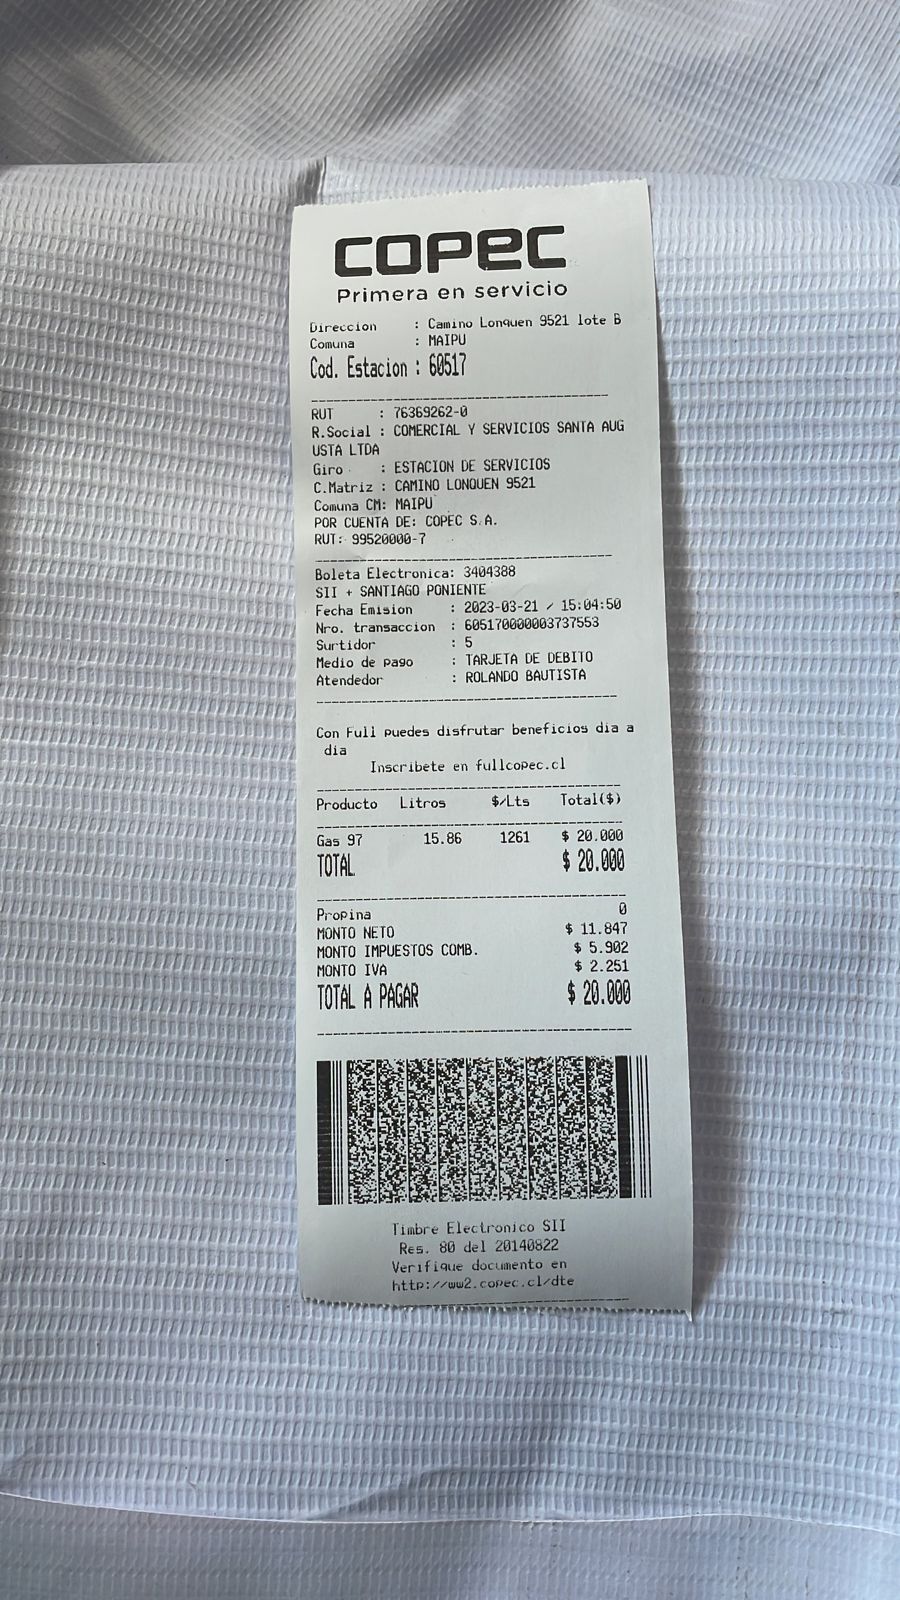 COPEC
Primera en servicio
Direccion : Camino Lonquen 9521 lote B
Comuna : MAIPU
Cod. Estacion : 60517
RUT : 76369262-0
R.Social : COMERCIAL Y SERVICIOS SANTA AUG
USTA LTDA
Giro : ESTACION DE SERVICIOS
C.Matriz : CAMINO LONQUEN 9521
Comuna CM: MAIPU
POR CUENTA DE: COPEC S.A.
RUT: 99520000-7
Boleta Electronica: 3404388
SII + SANTIAGO PONIENTE
Fecha Emision : 2023-03-21 / 15:04:50
Nro. transaccion : 605170000003737553
Surtidor : 5
Medio de pago : TARJETA DE DEBITO
Atendedor : ROLANDO BAUTISTA
Con Full puedes disfrutar beneficios dia a
dia
Inscribete en fullcopec.cl
Producto Litros $/Lts Total($)
Gas 97 15.86 1261 $ 20.000
TOTAL $ 20.000
Propina 0
MONTO NETO $ 11.847
MONTO IMPUESTOS COMB. $ 5.902
MONTO IVA $ 2.251
TOTAL A PAGAR $ 20.000
Timbre Electronico SII
Res. 80 del 20140822
Verifique documento en
http://ww2.copec.cl/dte